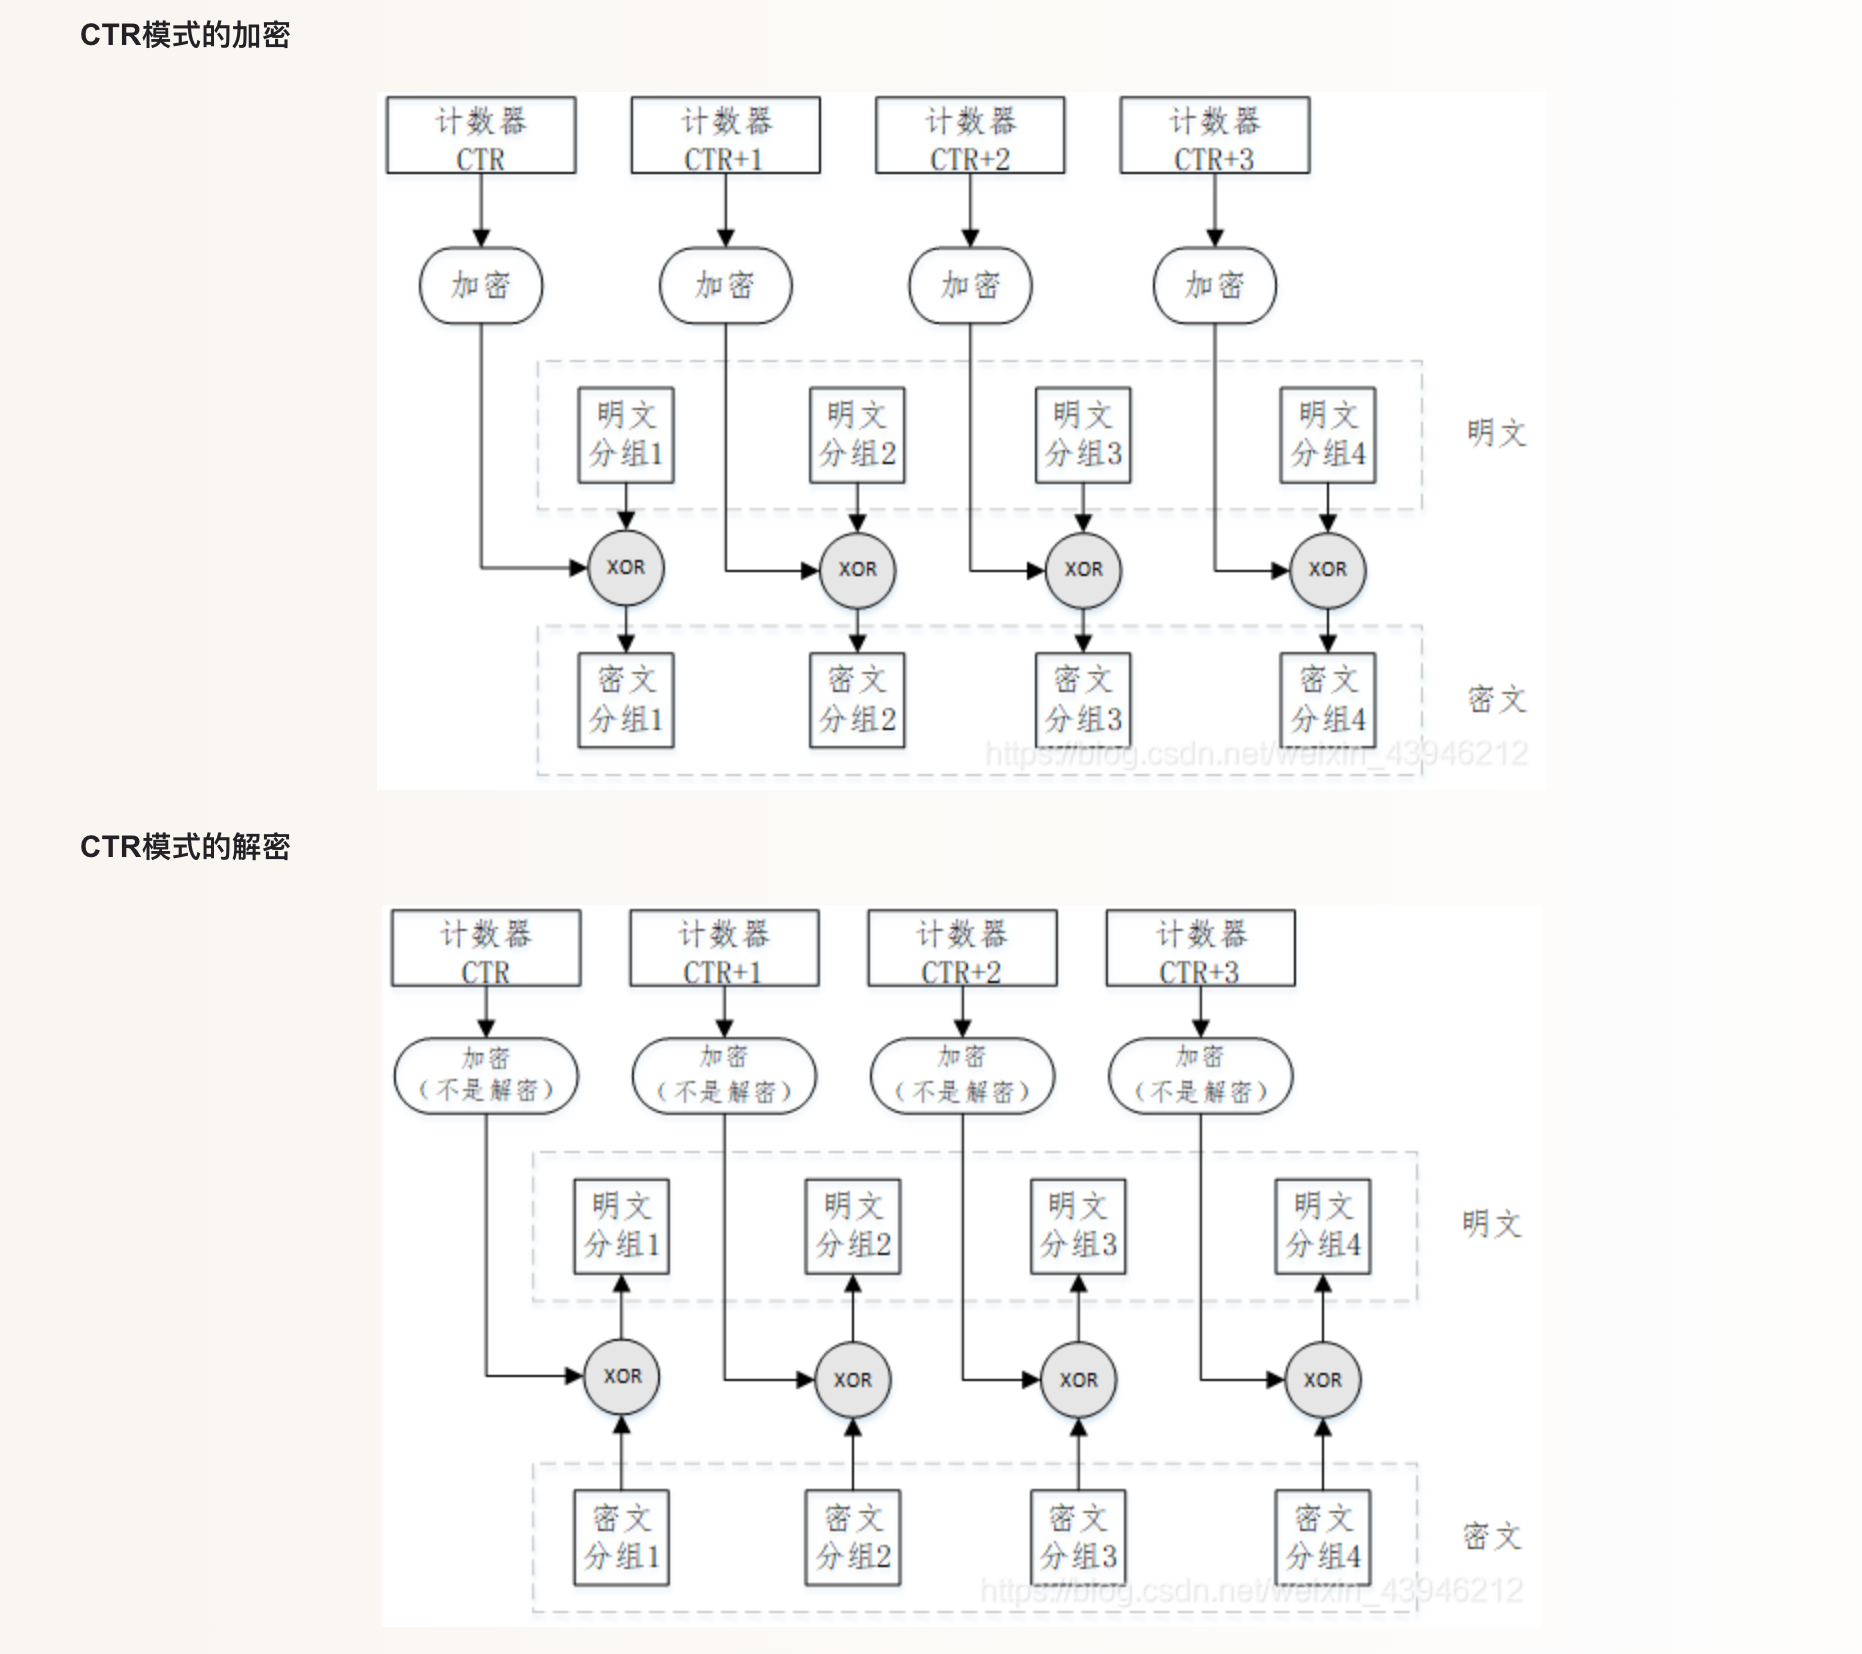 CTR模式的加密
计数器
CTR
计数器
CTR+1
计数器
CTR+2
计数器
CTR+3
加密
加密
加密
加密
明文
分组1
明文
分组2
明文
分组3
明文
分组4
明文
XOR
XOR
XOR
XOR
密文
分组1
密文
分组2
密文
分组3
密文
分组4
密文
https://blog.csdn.net/weixin_43946212
CTR模式的解密
计数器
CTR
计数器
CTR+1
计数器
CTR+2
计数器
CTR+3
加密
（不是解密）
加密
（不是解密）
加密
（不是解密）
加密
（不是解密）
明文
分组1
明文
分组2
明文
分组3
明文
分组4
明文
XOR
XOR
XOR
XOR
密文
分组1
密文
分组2
密文
分组3
密文
分组4
密文
https://blog.csdn.net/weixin_43946212